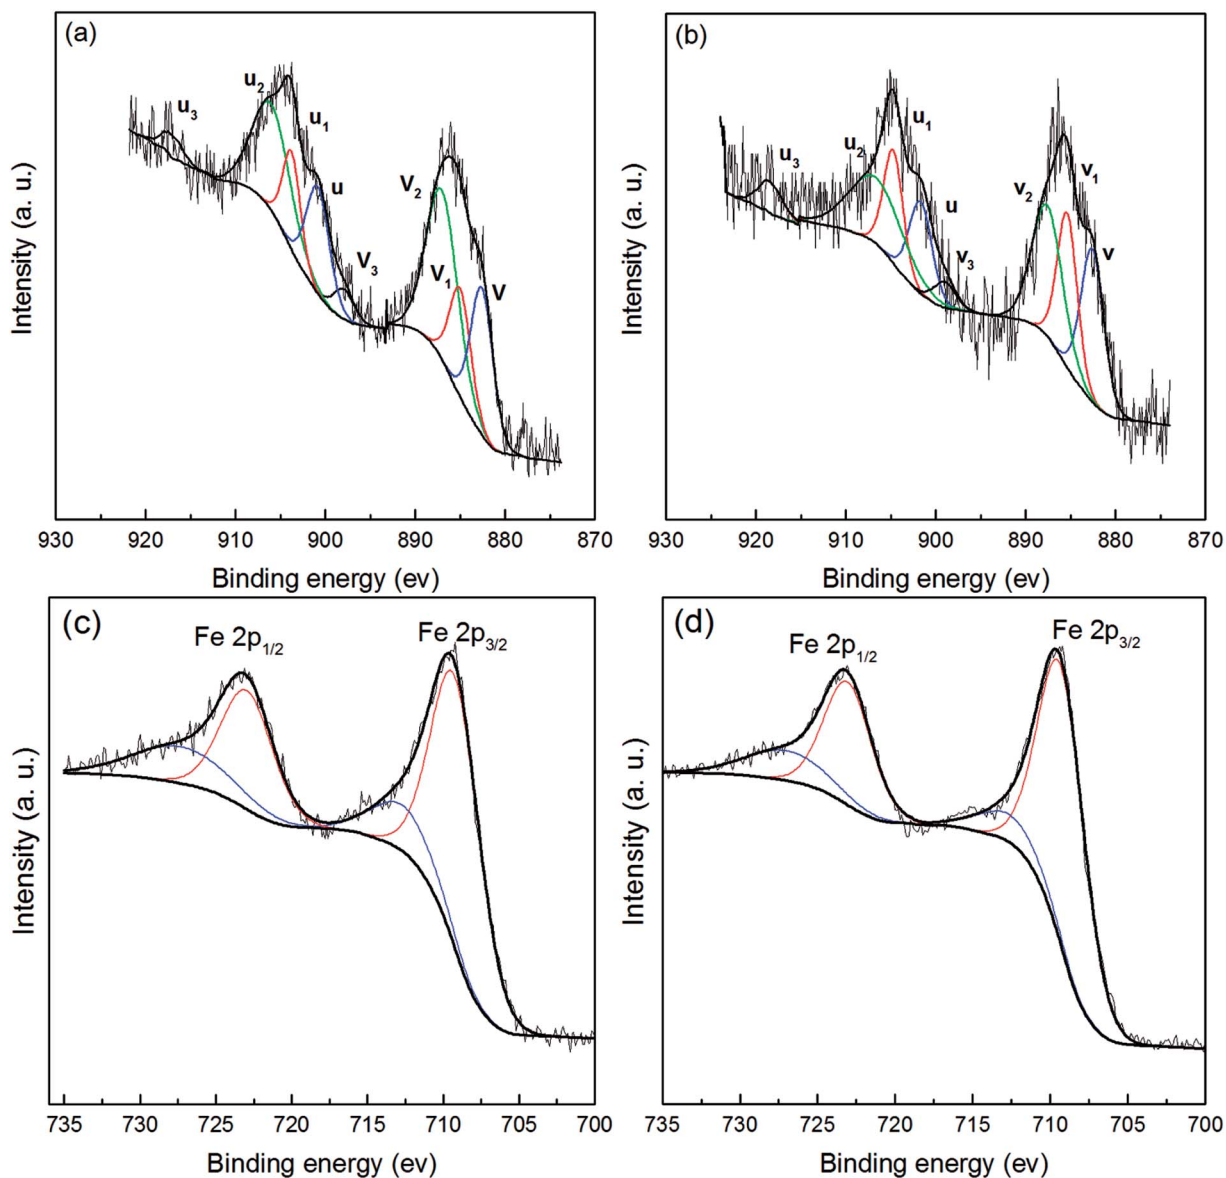 (a)
u3
u2
u1
u
V3
V2
V1
V
Intensity (a. u.)
930 920 910 900 890 880 870
Binding energy (ev)
(b)
u3
u2
u1
u
v3
v2
v1
v
Intensity (a. u.)
930 920 910 900 890 880 870
Binding energy (ev)
(c)
Fe 2p1/2
Fe 2p3/2
Intensity (a. u.)
735 730 725 720 715 710 705 700
Binding energy (ev)
(d)
Fe 2p1/2
Fe 2p3/2
Intensity (a. u.)
735 730 725 720 715 710 705 700
Binding energy (ev)